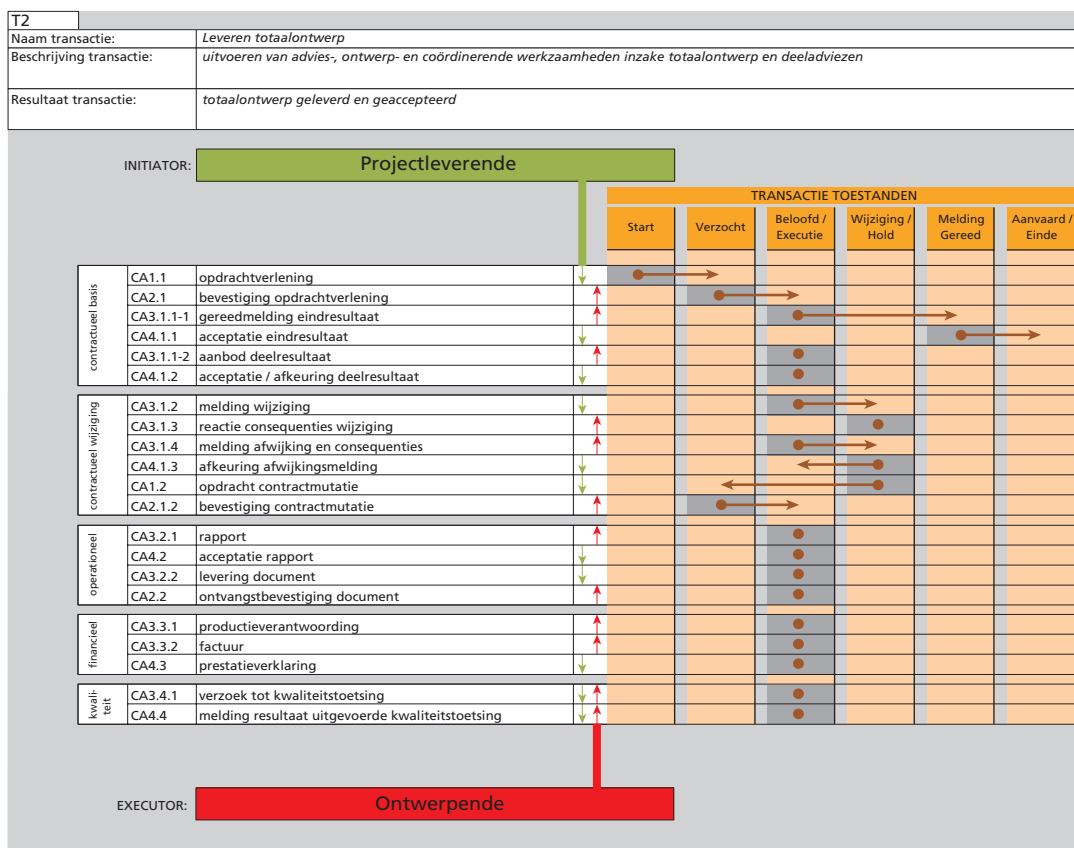 T2
Naam transactie: Leveren totaalontwerp
Beschrijving transactie: uitvoeren van advies-, ontwerp- en coördinerende werkzaamheden inzake totaalontwerp en deeladviezen
Resultaat transactie: totaalontwerp geleverd en geaccepteerd
INITIATOR: Projectleverende
TRANSACTIE TOESTANDEN
Start
Verzocht
Beloofd /
Executie
Wijziging /
Hold
Melding
Gereed
Aanvaard /
Einde
contractueel basis
CA1.1 opdrachtverlening
CA2.1 bevestiging opdrachtverlening
CA3.1.1-1 gereedmelding eindresultaat
CA4.1.1 acceptatie eindresultaat
CA3.1.1-2 aanbod deelresultaat
CA4.1.2 acceptatie / afkeuring deelresultaat
contractueel wijziging
CA3.1.2 melding wijziging
CA3.1.3 reactie consequenties wijziging
CA3.1.4 melding afwijking en consequenties
CA4.1.3 afkeuring afwijkingsmelding
CA1.2 opdracht contractmutatie
CA2.1.2 bevestiging contractmutatie
operationeel
CA3.2.1 rapport
CA4.2 acceptatie rapport
CA3.2.2 levering document
CA2.2 ontvangstbevestiging document
financieel
CA3.3.1 productieverantwoording
CA3.3.2 factuur
CA4.3 prestatieverklaring
kwali-
teit
CA3.4.1 verzoek tot kwaliteitstoetsing
CA4.4 melding resultaat uitgevoerde kwaliteitstoetsing
EXECUTOR: Ontwerpende